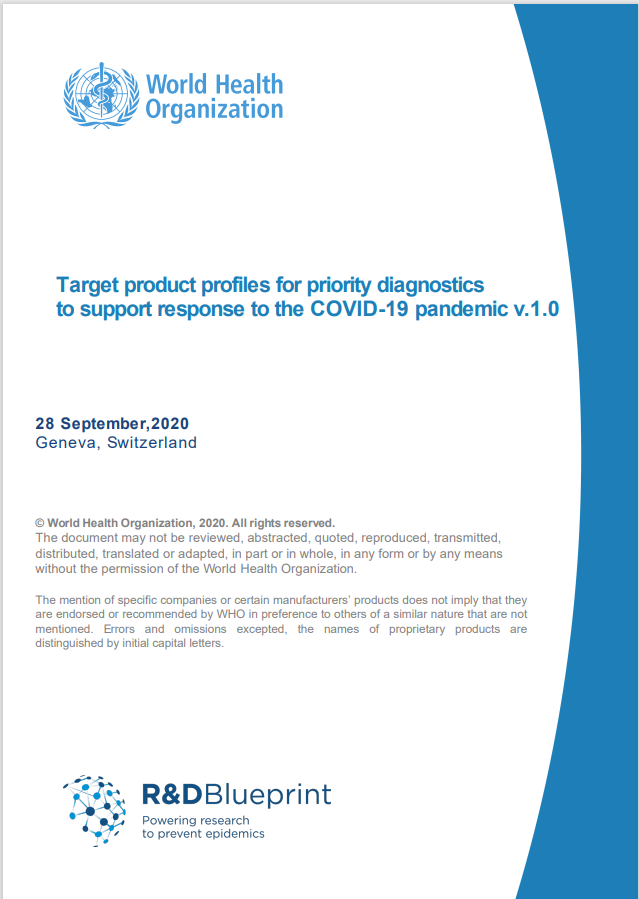 World Health
Organization
Target product profiles for priority diagnostics
to support response to the COVID-19 pandemic v.1.0
28 September,2020
Geneva, Switzerland
© World Health Organization, 2020. All rights reserved.
The document may not be reviewed, abstracted, quoted, reproduced, transmitted,
distributed, translated or adapted, in part or in whole, in any form or by any means
without the permission of the World Health Organization.
The mention of specific companies or certain manufacturers’ products does not imply that they
are endorsed or recommended by WHO in preference to others of a similar nature that are not
mentioned. Errors and omissions excepted, the names of proprietary products are
distinguished by initial capital letters.
R&DBlueprint
Powering research
to prevent epidemics